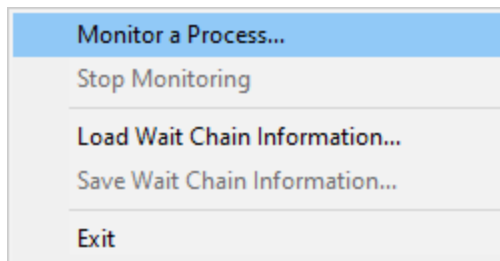 Monitor a Process...
Stop Monitoring
Load Wait Chain Information...
Save Wait Chain Information...
Exit